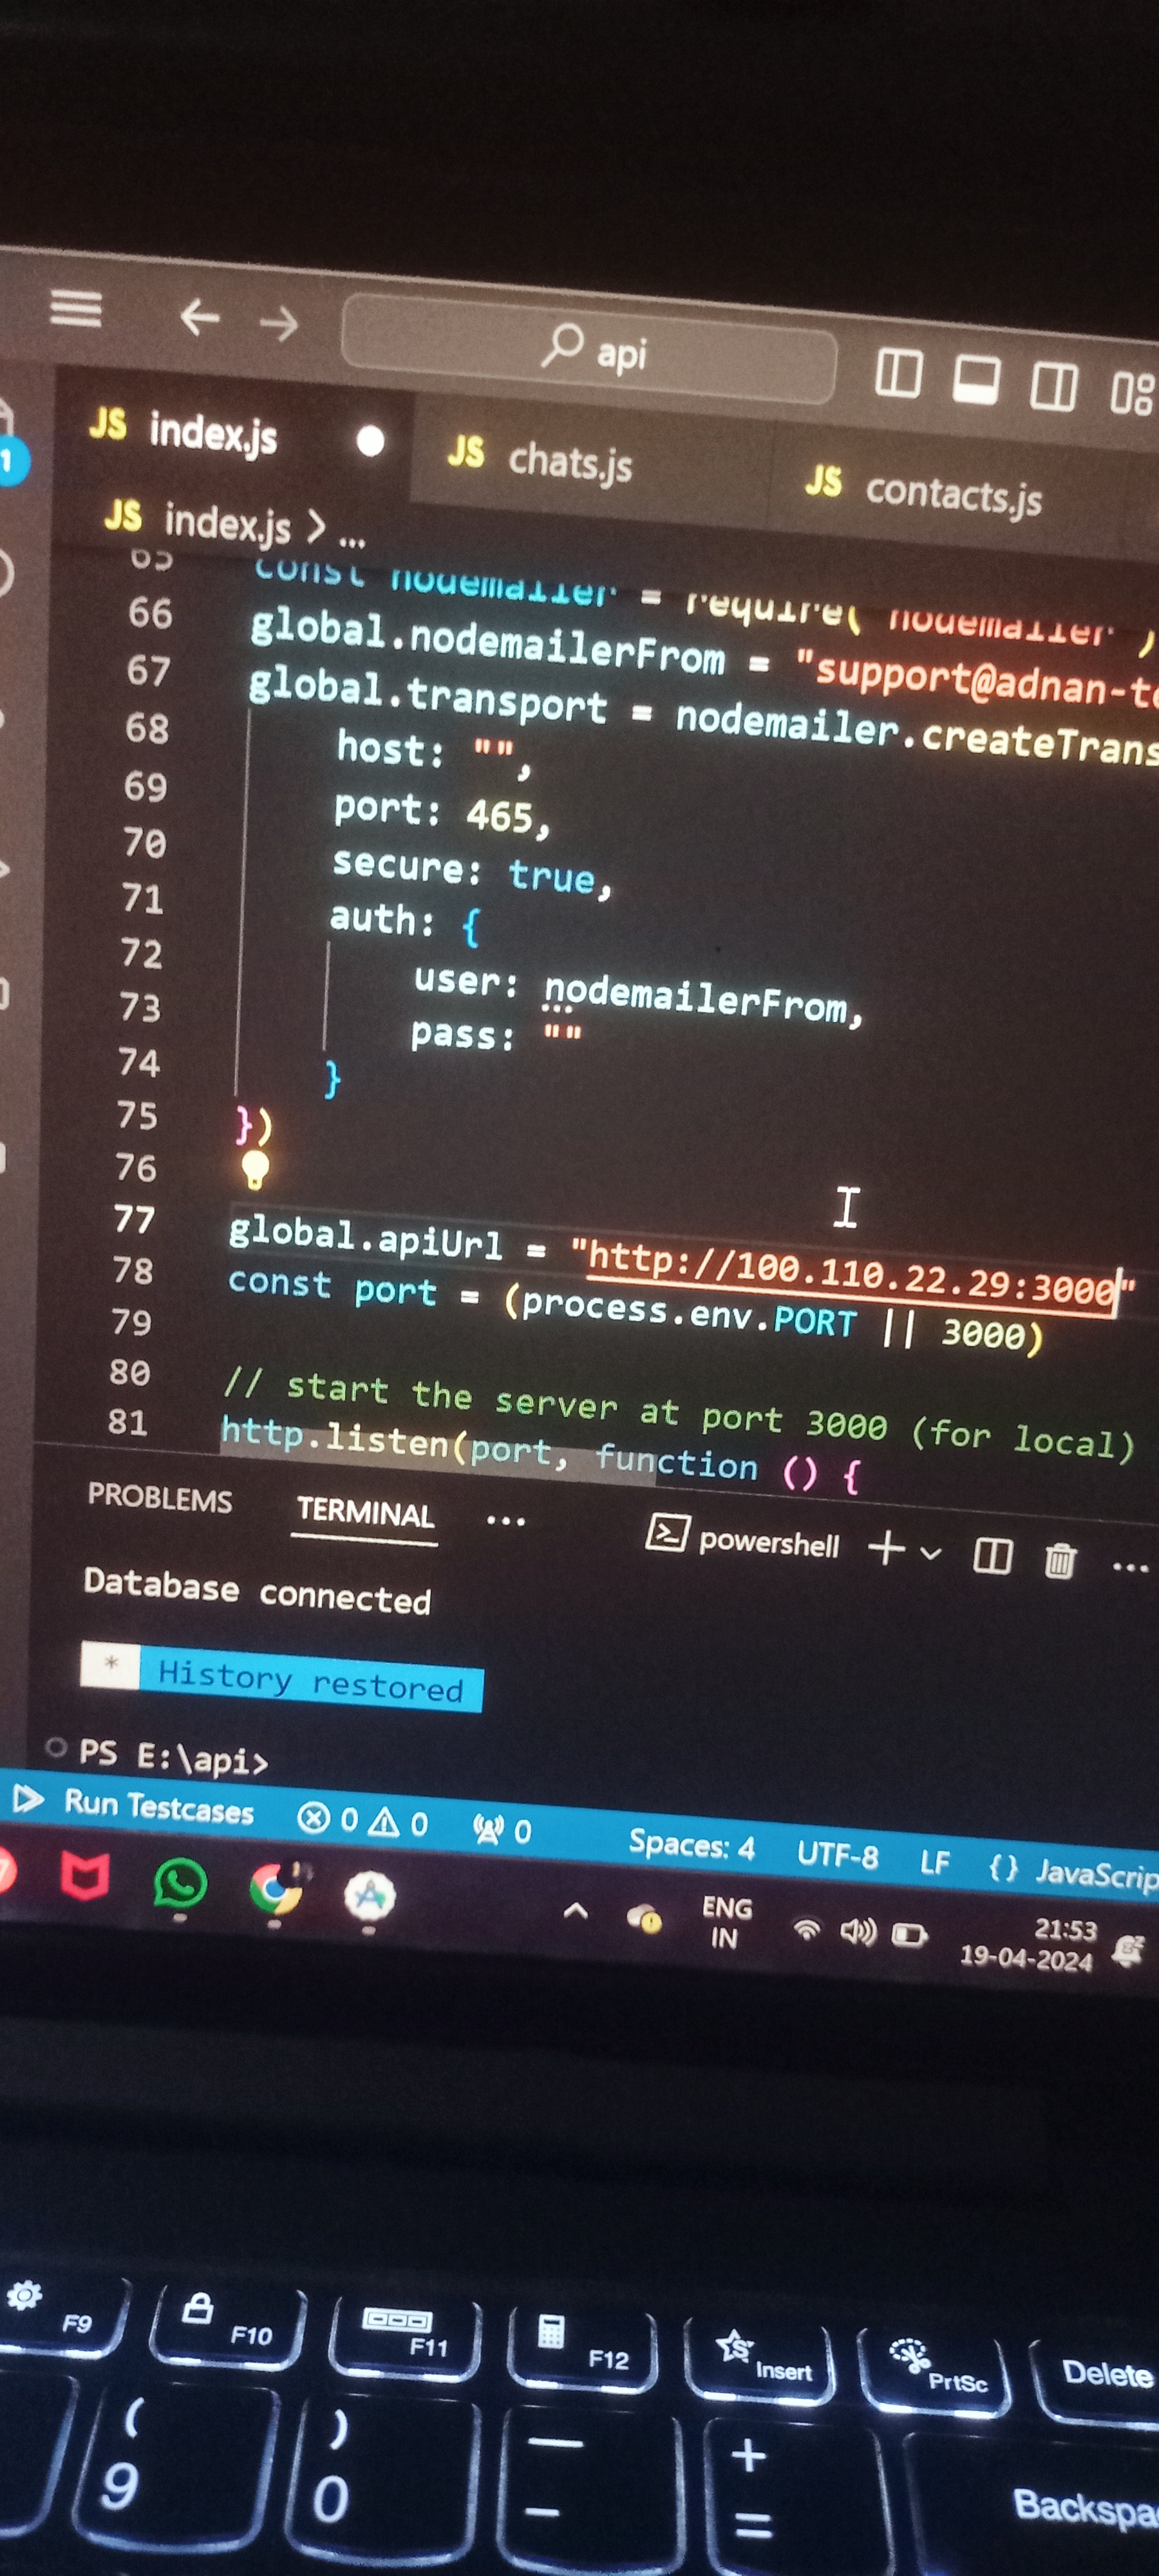 api
JS index.js
JS chats.js
JS contacts.js
JS index.js > ...
65 const nodemailer = require("nodemailer")
66 global.nodemailerFrom = "support@adnan-t
67 global.transport = nodemailer.createTrans
68 host: "",
69 port: 465,
70 secure: true,
71 auth: {
72 user: nodemailerFrom,
73 pass: ""
74 }
75 })
76
77 global.apiUrl = "http://100.110.22.29:3000"
78 const port = (process.env.PORT || 3000)
79
80 // start the server at port 3000 (for local)
81 http.listen(port, function () {
PROBLEMS TERMINAL ... powershell
Database connected
* History restored
PS E:\api>
Run Testcases 0 0 0 Spaces: 4 UTF-8 LF {} JavaScrip
ENG
IN
21:53
19-04-2024
F9 F10 F11 F12 Insert PrtSc Delete
( ) — +
9 0 - = Backspa